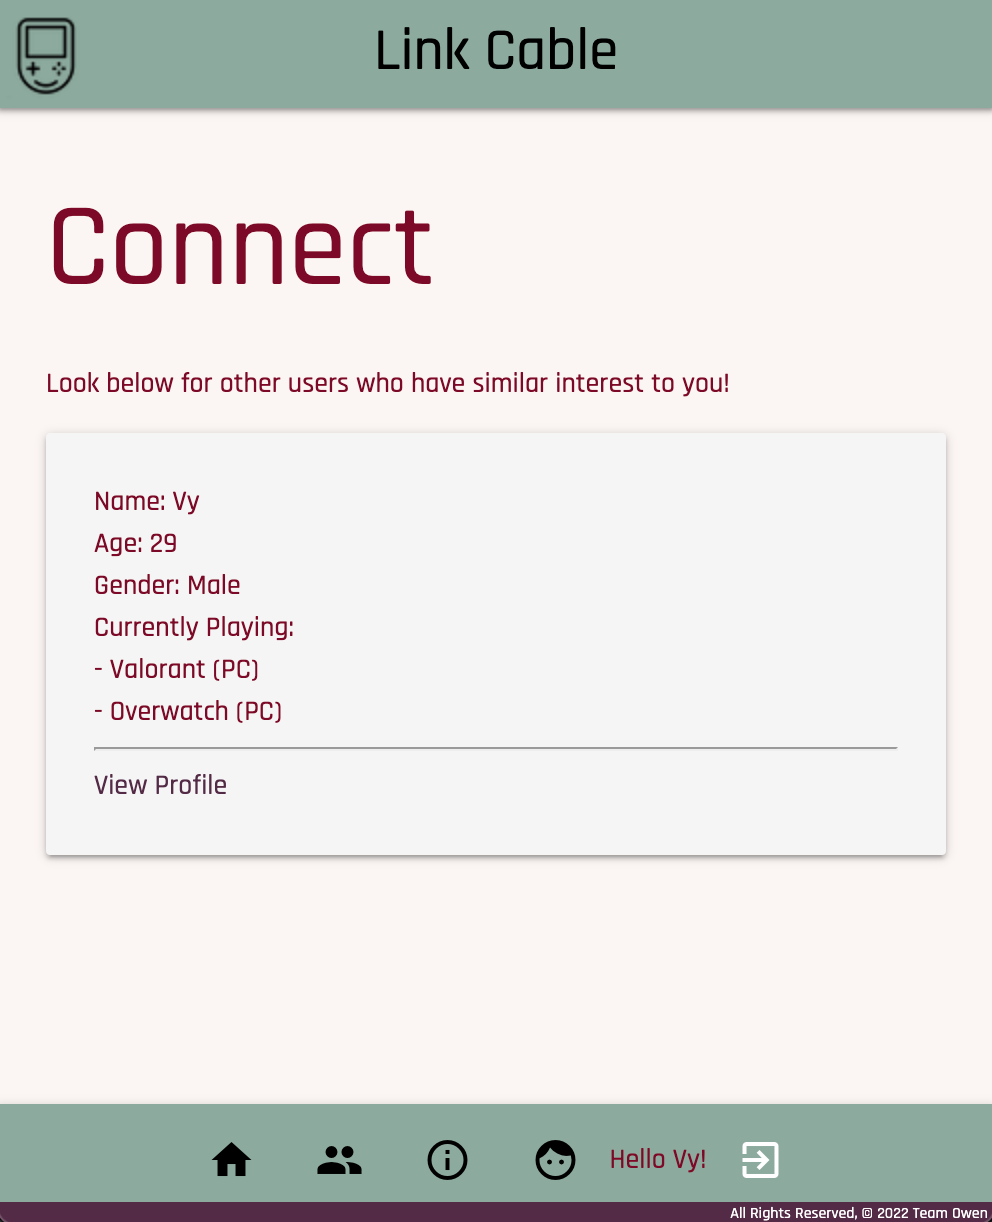 Link Cable
Connect
Look below for other users who have similar interest to you!
Name: Vy
Age: 29
Gender: Male
Currently Playing:
- Valorant (PC)
- Overwatch (PC)
View Profile
Hello Vy!
All Rights Reserved, © 2022 Team Owen